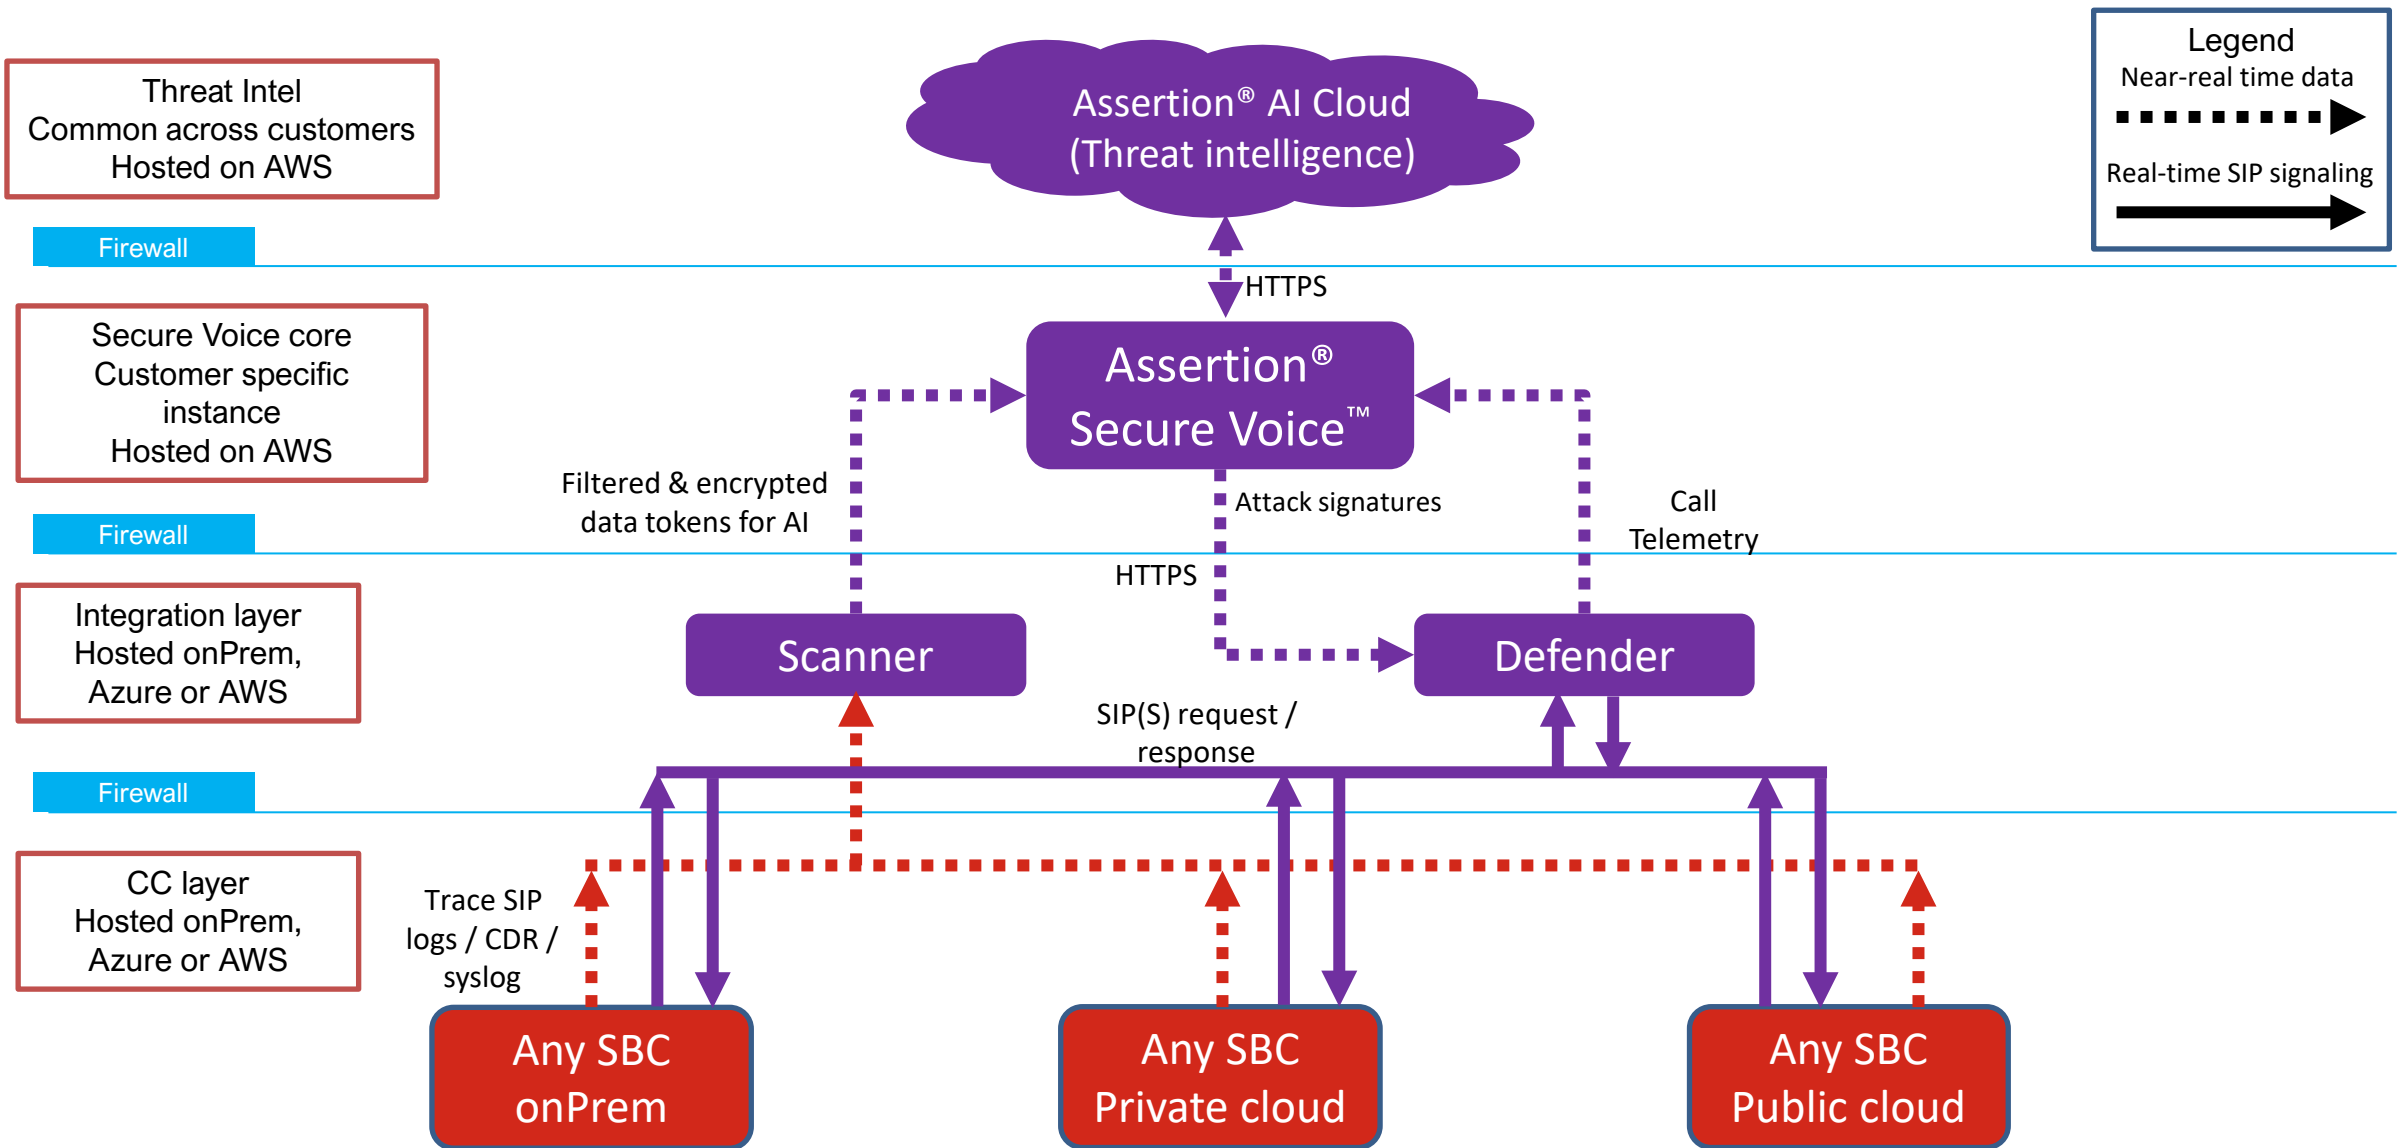 Threat Intel
Common across customers
Hosted on AWS
Assertion® AI Cloud
(Threat intelligence)
Legend
Near-real time data
Real-time SIP signaling
Firewall
HTTPS
Secure Voice core
Customer specific
instance
Hosted on AWS
Assertion®
Secure Voice™
Filtered & encrypted
data tokens for AI
Attack signatures
Call
Telemetry
Firewall
HTTPS
Integration layer
Hosted onPrem,
Azure or AWS
Scanner
Defender
SIP(S) request /
response
Firewall
CC layer
Hosted onPrem,
Azure or AWS
Trace SIP
logs / CDR /
syslog
Any SBC
onPrem
Any SBC
Private cloud
Any SBC
Public cloud